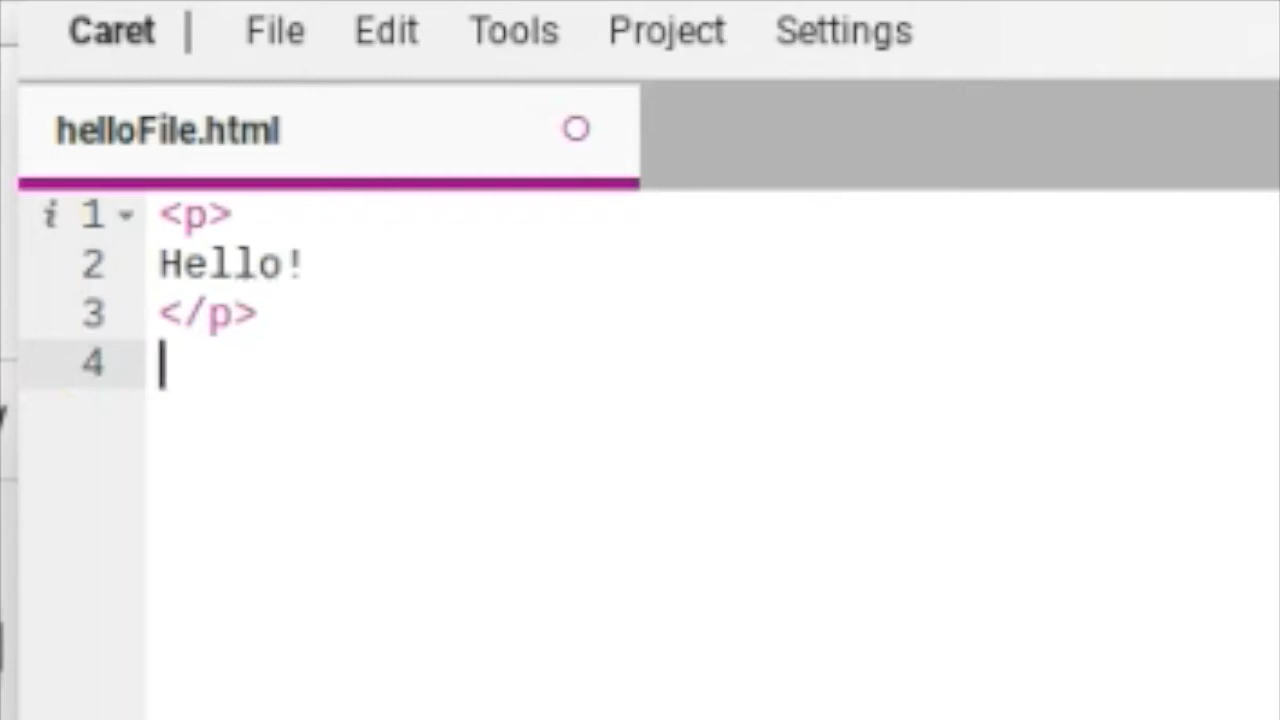 Caret | File Edit Tools Project Settings
helloFile.html
i 1 <p>
2 Hello!
3 </p>
4